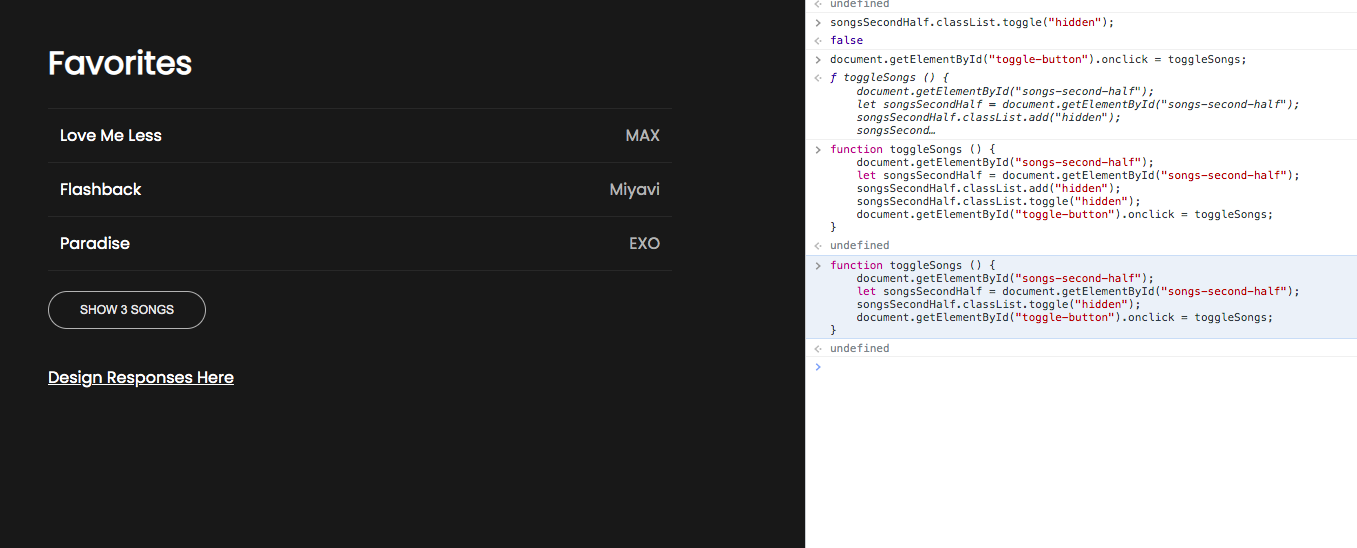 Favorites
Love Me Less MAX
Flashback Miyavi
Paradise EXO
SHOW 3 SONGS
Design Responses Here
undefined
songsSecondHalf.classList.toggle("hidden");
false
document.getElementById("toggle-button").onclick = toggleSongs;
ƒ toggleSongs () {
    document.getElementById("songs-second-half");
    let songsSecondHalf = document.getElementById("songs-second-half");
    songsSecondHalf.classList.add("hidden");
    songsSecond…
function toggleSongs () {
    document.getElementById("songs-second-half");
    let songsSecondHalf = document.getElementById("songs-second-half");
    songsSecondHalf.classList.add("hidden");
    songsSecondHalf.classList.toggle("hidden");
    document.getElementById("toggle-button").onclick = toggleSongs;
}
undefined
function toggleSongs () {
    document.getElementById("songs-second-half");
    let songsSecondHalf = document.getElementById("songs-second-half");
    songsSecondHalf.classList.toggle("hidden");
    document.getElementById("toggle-button").onclick = toggleSongs;
}
undefined